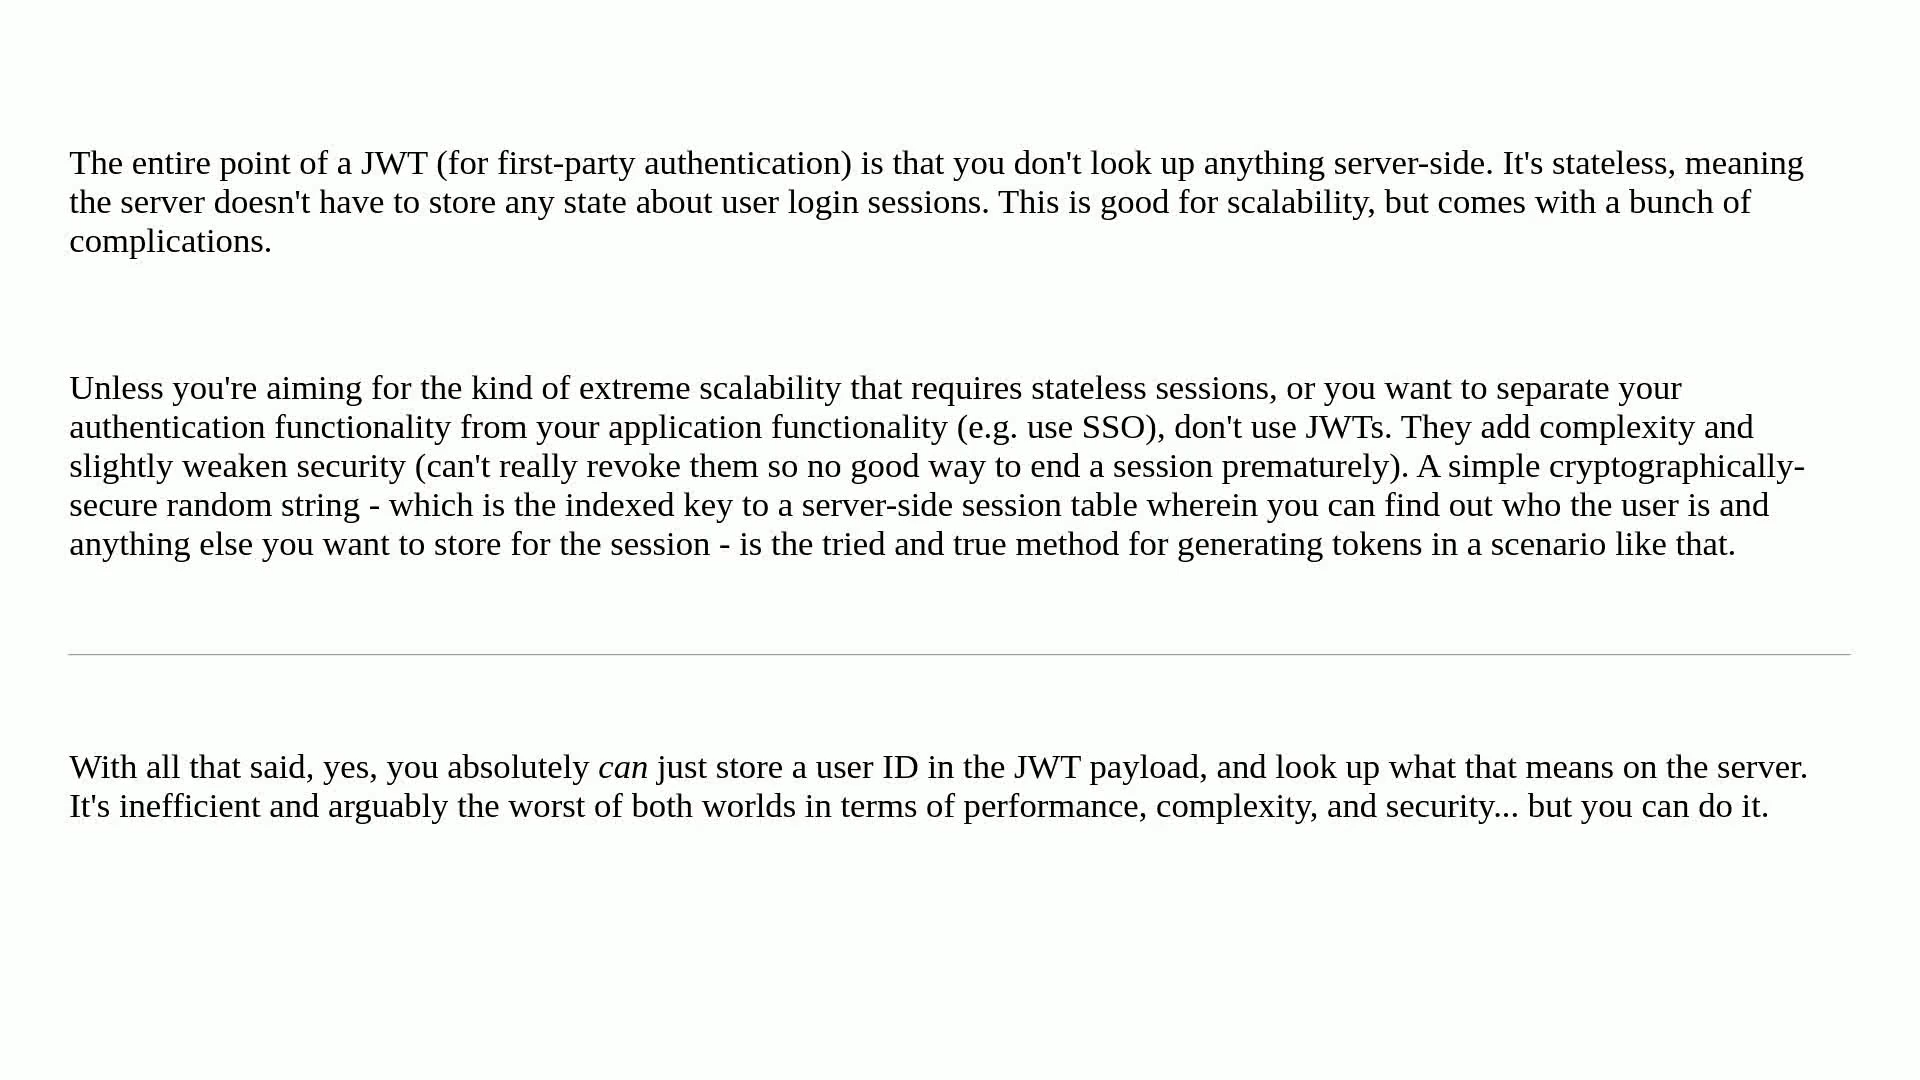 The entire point of a JWT (for first-party authentication) is that you don't look up anything server-side. It's stateless, meaning
the server doesn't have to store any state about user login sessions. This is good for scalability, but comes with a bunch of
complications.
Unless you're aiming for the kind of extreme scalability that requires stateless sessions, or you want to separate your
authentication functionality from your application functionality (e.g. use SSO), don't use JWTs. They add complexity and
slightly weaken security (can't really revoke them so no good way to end a session prematurely). A simple cryptographically-
secure random string - which is the indexed key to a server-side session table wherein you can find out who the user is and
anything else you want to store for the session - is the tried and true method for generating tokens in a scenario like that.
With all that said, yes, you absolutely can just store a user ID in the JWT payload, and look up what that means on the server.
It's inefficient and arguably the worst of both worlds in terms of performance, complexity, and security... but you can do it.